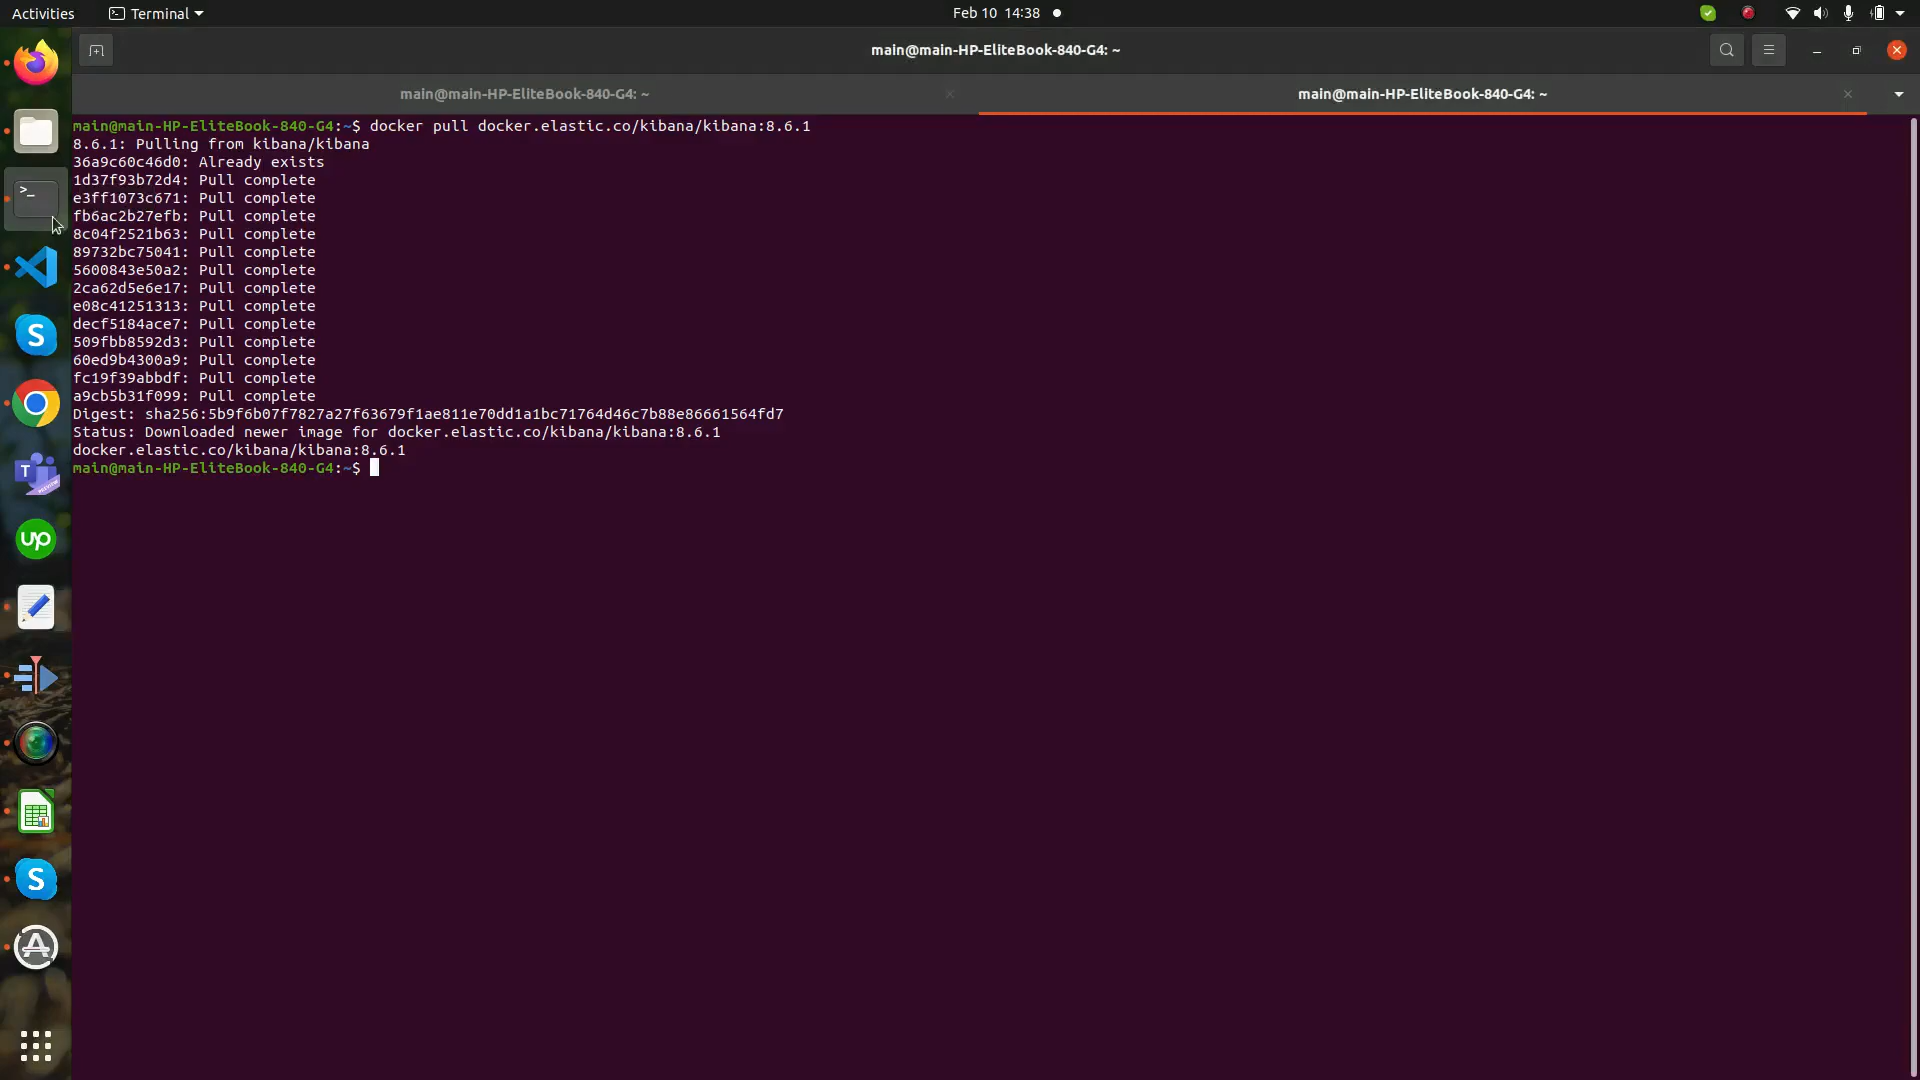 Activities
Terminal
Feb 10 14:38
main@main-HP-EliteBook-840-G4: ~
main@main-HP-EliteBook-840-G4: ~
main@main-HP-EliteBook-840-G4: ~
main@main-HP-EliteBook-840-G4:~$ docker pull docker.elastic.co/kibana/kibana:8.6.1
8.6.1: Pulling from kibana/kibana
36a9c60c46d0: Already exists
1d37f93b72d4: Pull complete
e3ff1073c671: Pull complete
fb6ac2b27efb: Pull complete
8c04f2521b63: Pull complete
89732bc75041: Pull complete
5600843e50a2: Pull complete
2ca62d5e6e17: Pull complete
e08c41251313: Pull complete
decf5184ace7: Pull complete
509fbb8592d3: Pull complete
60ed9b4300a9: Pull complete
fc19f39abbdf: Pull complete
a9cb5b31f099: Pull complete
Digest: sha256:5b9f6b07f7827a27f63679f1ae811e70dd1a1bc71764d46c7b88e86661564fd7
Status: Downloaded newer image for docker.elastic.co/kibana/kibana:8.6.1
docker.elastic.co/kibana/kibana:8.6.1
main@main-HP-EliteBook-840-G4:~$